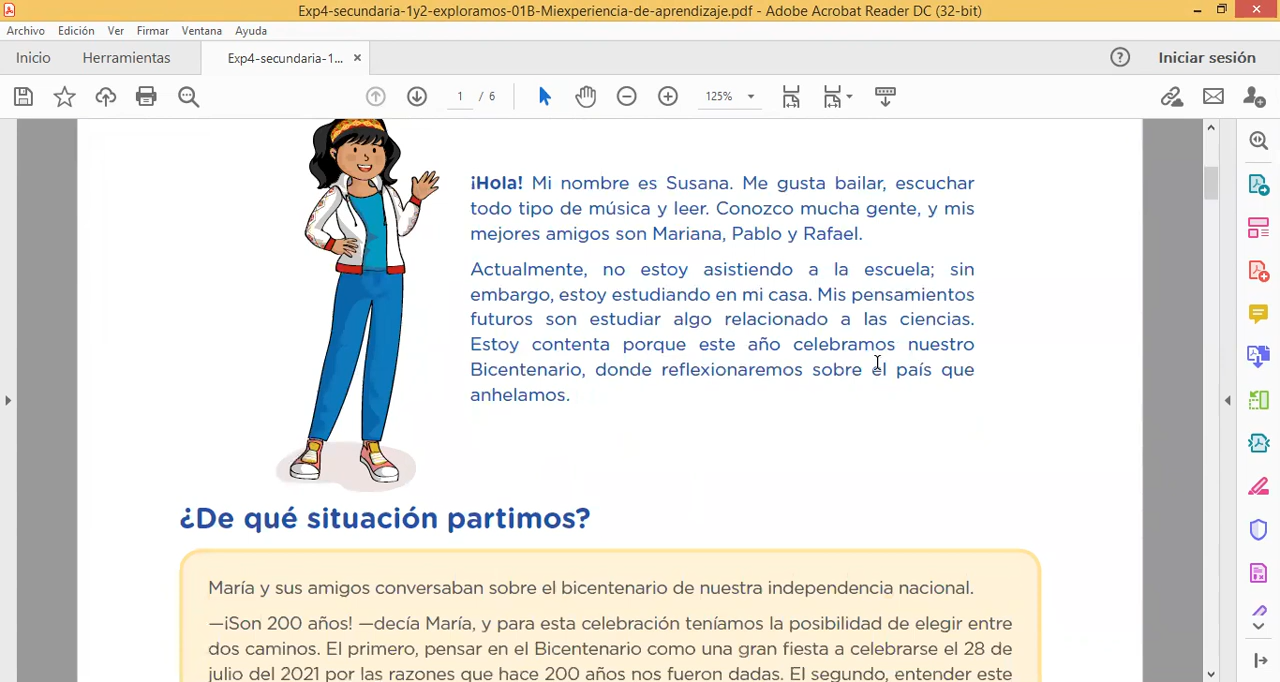 Exp4-secundaria-1y2-exploramos-01B-Miexperiencia-de-aprendizaje.pdf - Adobe Acrobat Reader DC (32-bit)
Archivo Edición Ver Firmar Ventana Ayuda
Inicio Herramientas Exp4-secundaria-1... × Iniciar sesión
1 / 6 125%
¡Hola! Mi nombre es Susana. Me gusta bailar, escuchar
todo tipo de música y leer. Conozco mucha gente, y mis
mejores amigos son Mariana, Pablo y Rafael.
Actualmente, no estoy asistiendo a la escuela; sin
embargo, estoy estudiando en mi casa. Mis pensamientos
futuros son estudiar algo relacionado a las ciencias.
Estoy contenta porque este año celebramos nuestro
Bicentenario, donde reflexionaremos sobre el país que
anhelamos.
¿De qué situación partimos?
María y sus amigos conversaban sobre el bicentenario de nuestra independencia nacional.
—¡Son 200 años! —decía María, y para esta celebración teníamos la posibilidad de elegir entre
dos caminos. El primero, pensar en el Bicentenario como una gran fiesta a celebrarse el 28 de
julio del 2021 por las razones que hace 200 años nos fueron dadas. El segundo, entender este